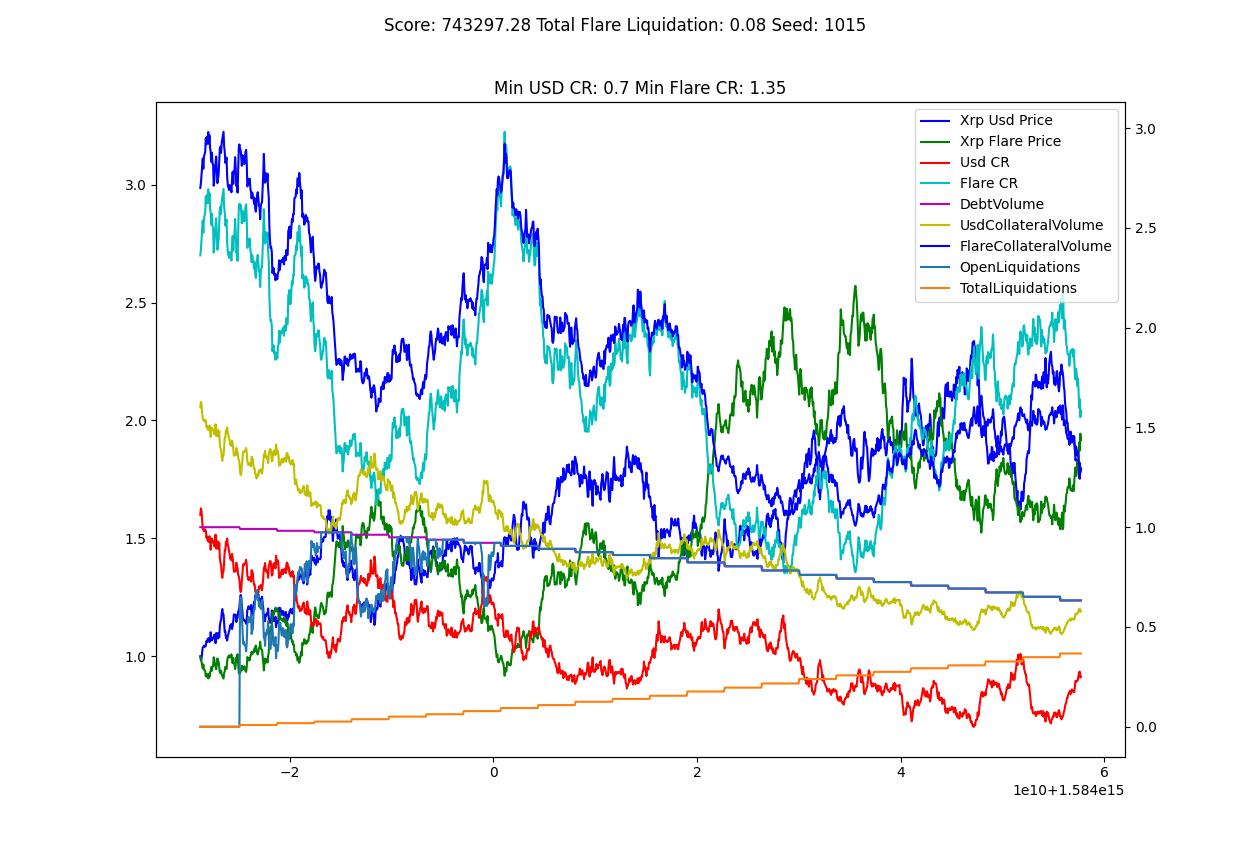 Score: 743297.28 Total Flare Liquidation: 0.08 Seed: 1015
Min USD CR: 0.7 Min Flare CR: 1.35
Xrp Usd Price
Xrp Flare Price
Usd CR
Flare CR
DebtVolume
UsdCollateralVolume
FlareCollateralVolume
OpenLiquidations
TotalLiquidations
3.0
2.5
2.0
1.5
1.0
3.0
2.5
2.0
1.5
1.0
0.5
0.0
−2 0 2 4 6
1e10+1.584e15